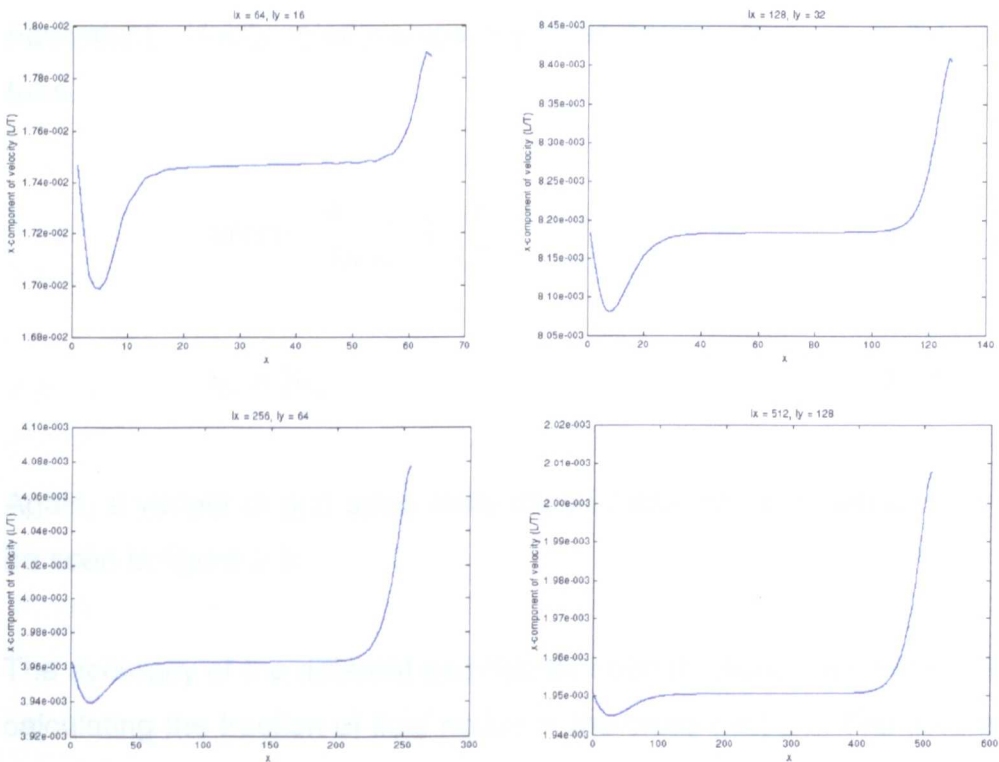 lx = 64, ly = 16
1.80e-002
1.78e-002
1.76e-002
1.74e-002
1.72e-002
1.70e-002
1.68e-002
x-component of velocity (L/T)
0 10 20 30 40 50 60 70
x
lx = 128, ly = 32
8.45e-003
8.40e-003
8.35e-003
8.30e-003
8.25e-003
8.20e-003
8.15e-003
8.10e-003
8.05e-003
x-component of velocity (L/T)
0 20 40 60 80 100 120 140
x
lx = 256, ly = 64
4.10e-003
4.08e-003
4.06e-003
4.04e-003
4.02e-003
4.00e-003
3.98e-003
3.96e-003
3.94e-003
3.92e-003
x-component of velocity (L/T)
0 50 100 150 200 250 300
x
lx = 512, ly = 128
2.02e-003
2.01e-003
2.00e-003
1.99e-003
1.98e-003
1.97e-003
1.96e-003
1.95e-003
1.94e-003
x-component of velocity (L/T)
0 100 200 300 400 500 600
x